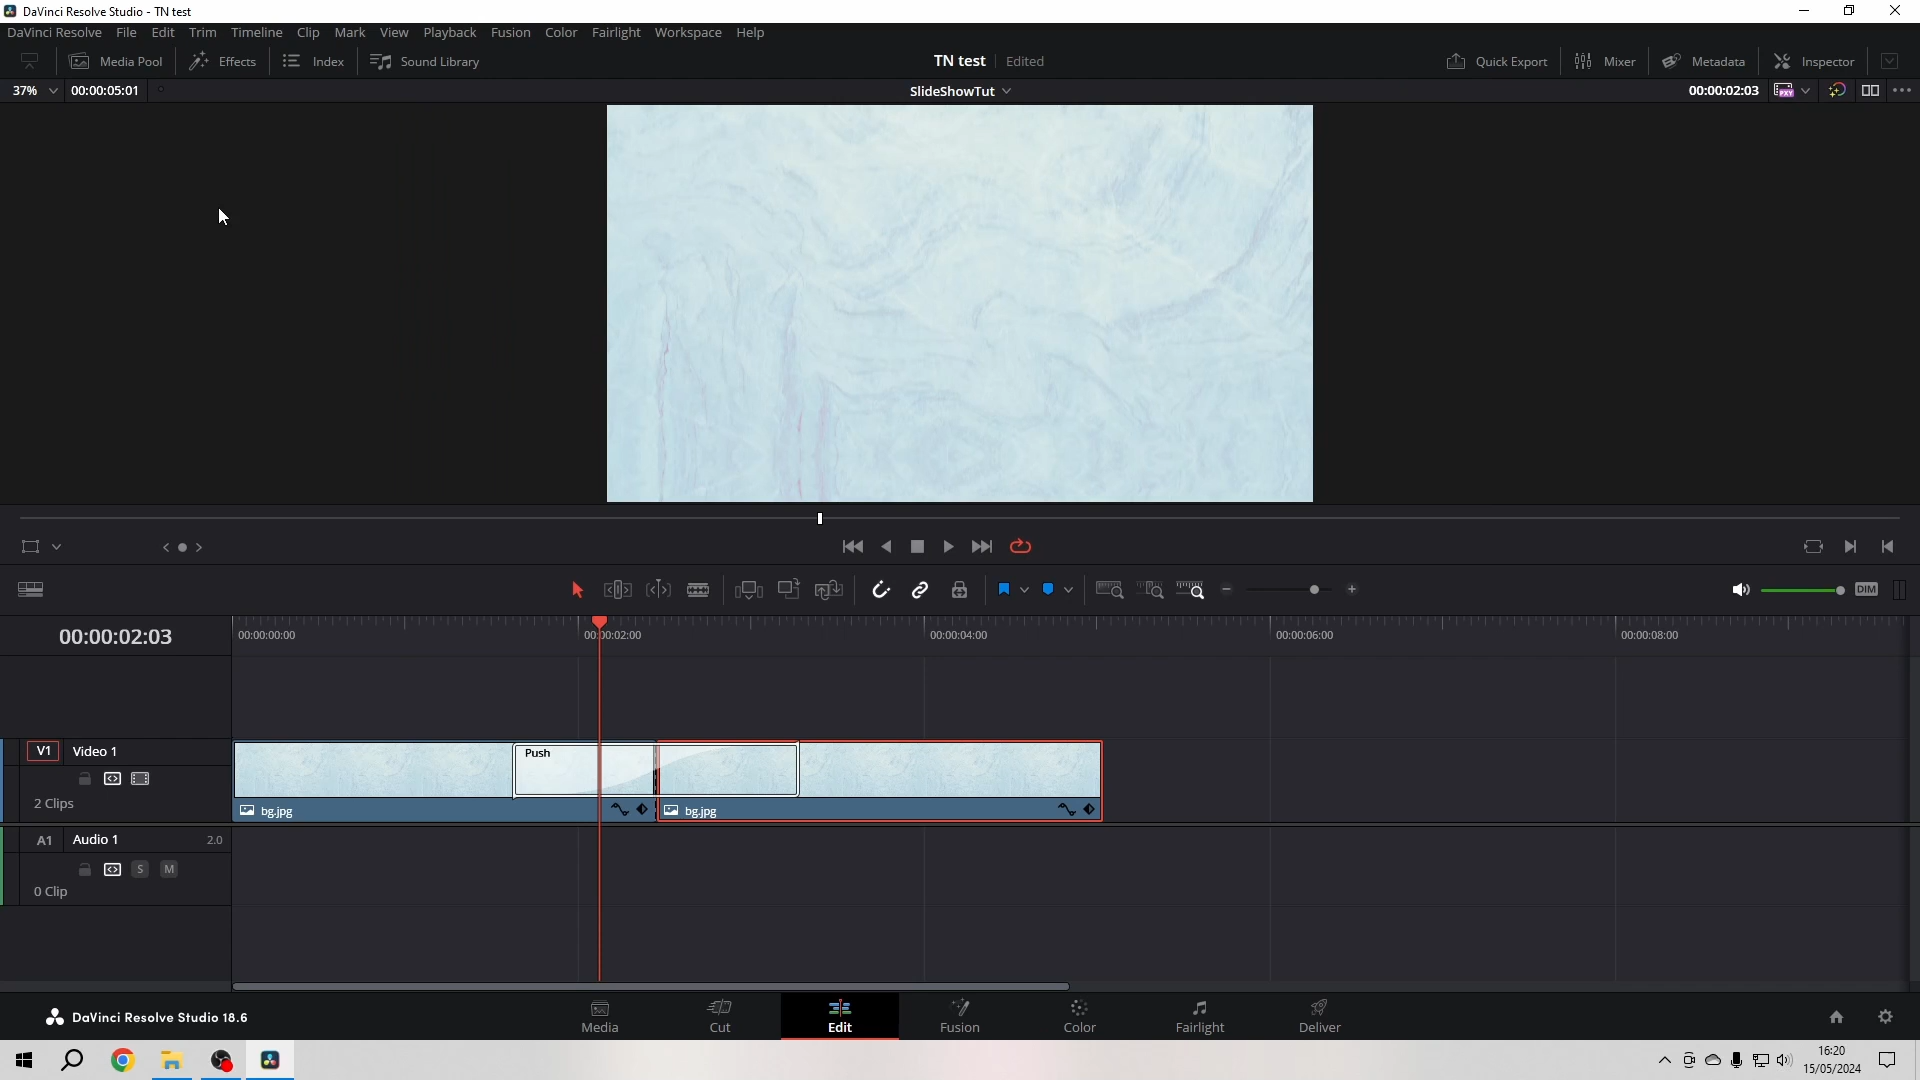 DaVinci Resolve Studio - TN test
DaVinci Resolve File Edit Trim Timeline Clip Mark View Playback Fusion Color Fairlight Workspace Help
Media Pool Effects Index Sound Library TN test Edited Quick Export Mixer Metadata Inspector
37% 00:00:05:01 SlideShowTut 00:00:02:03 PXY
DIM
00:00:02:03 00:00:00:00 00:00:02:00 00:00:04:00 00:00:06:00 00:00:08:00
V1 Video 1 Push
2 Clips
bg.jpg bg.jpg
A1 Audio 1 2.0
S M
0 Clip
DaVinci Resolve Studio 18.6 Media Cut Edit Fusion Color Fairlight Deliver
16:20
15/05/2024